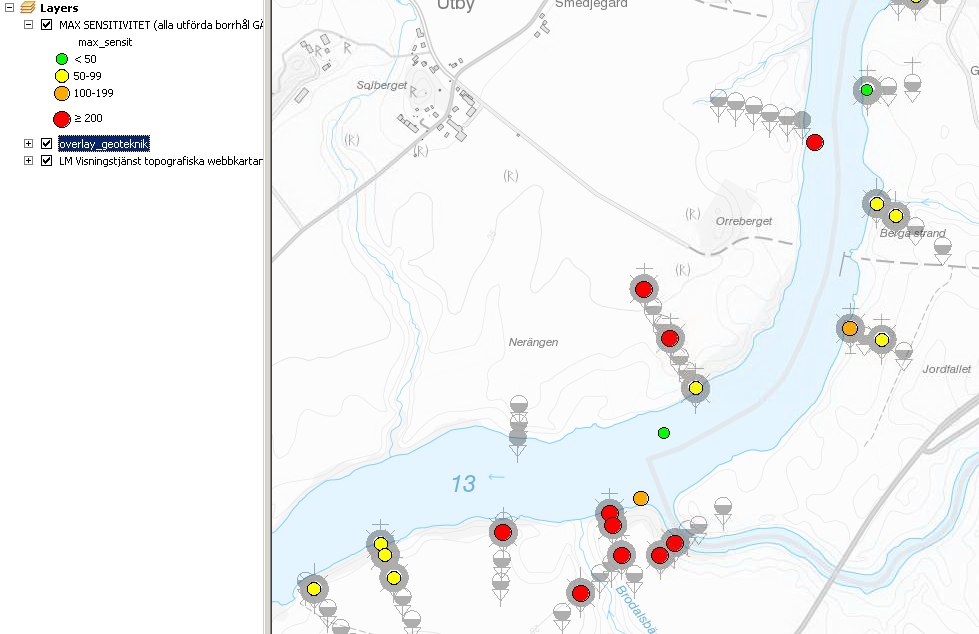 Layers
MAX SENSITIVITET (alla utförda borrhål GÄ
max_sensit
< 50
50-99
100-199
≥ 200
overlay_geoteknik
LM Visningstjänst topografiska webbkartan
Utby
Smedjegård
Solberget
R
R
(R)
(R)
(R)
(R)
Orreberget
(R)
Berga strand
Nerängen
Jordfallet
13
Brodalsbä
G